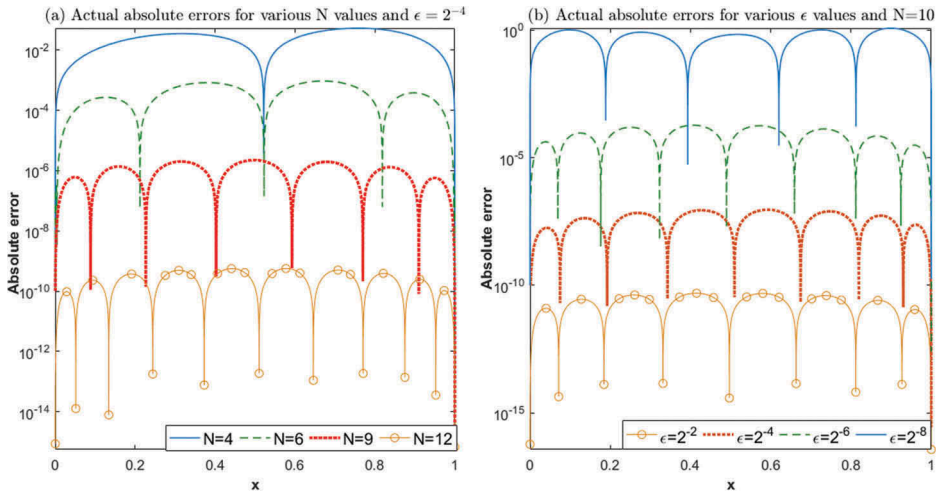 (a) Actual absolute errors for various N values and ϵ = 2⁻⁴
Absolute error
10⁻²
10⁻⁴
10⁻⁶
10⁻⁸
10⁻¹⁰
10⁻¹²
10⁻¹⁴
N=4 N=6 N=9 N=12
0 0.2 0.4 0.6 0.8 1
x
(b) Actual absolute errors for various ϵ values and N=10
Absolute error
10⁰
10⁻⁵
10⁻¹⁰
10⁻¹⁵
ϵ=2⁻² ϵ=2⁻⁴ ϵ=2⁻⁶ ϵ=2⁻⁸
0 0.2 0.4 0.6 0.8 1
x